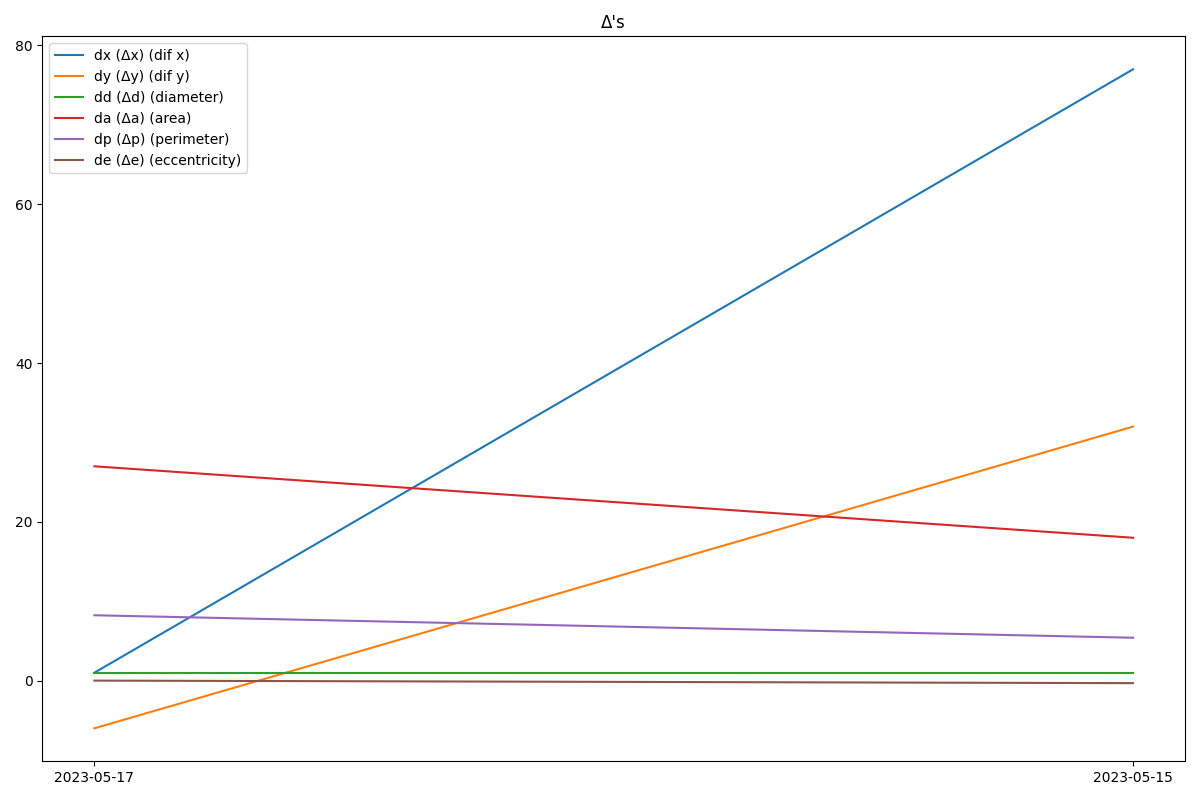 Δ's
dx (Δx) (dif x)
dy (Δy) (dif y)
dd (Δd) (diameter)
da (Δa) (area)
dp (Δp) (perimeter)
de (Δe) (eccentricity)
80
60
40
20
0
2023-05-17 2023-05-15